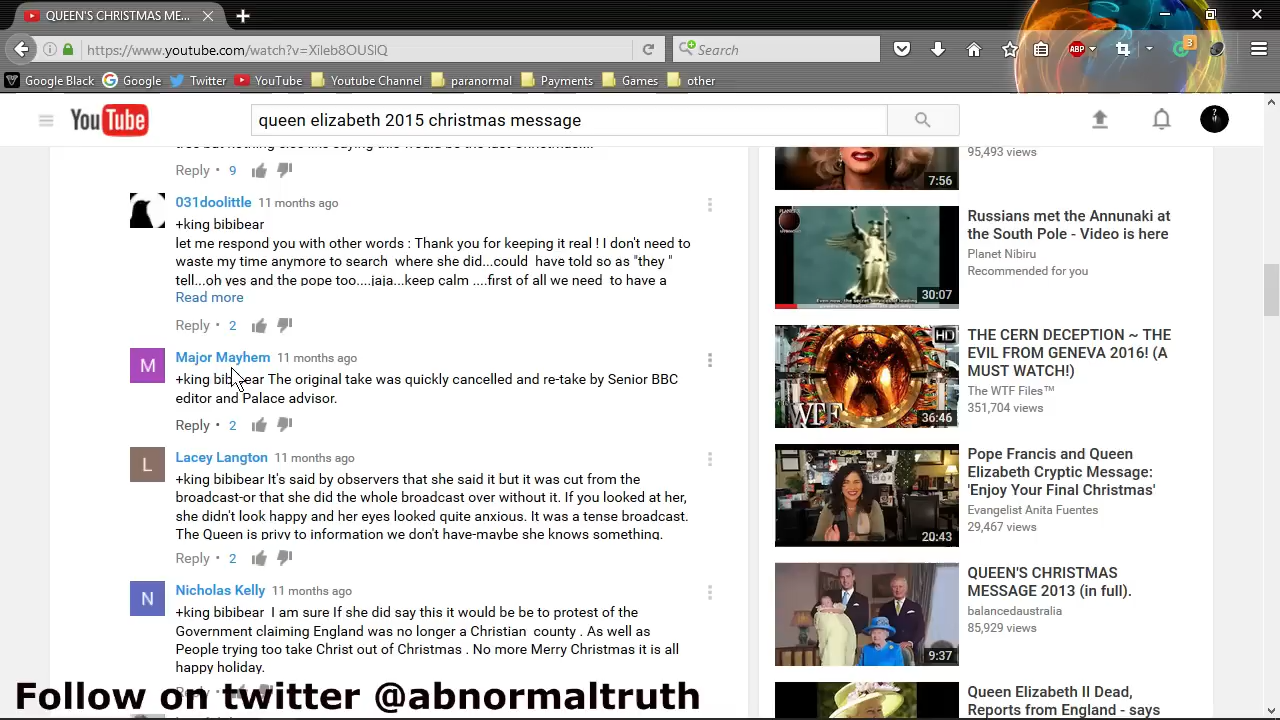 QUEEN'S CHRISTMAS ME...
https://www.youtube.com/watch?v=Xileb8OUSlQ
Search
ABP
3
Google Black Google Twitter YouTube Youtube Channel paranormal Payments Games other
YouTube
queen elizabeth 2015 christmas message
Reply • 9
031doolittle 11 months ago
+king bibibear
let me respond you with other words : Thank you for keeping it real ! I don't need to
waste my time anymore to search where she did...could have told so as "they "
tell...oh yes and the pope too....jaja...keep calm ....first of all we need to have a
Read more
Reply • 2
M
Major Mayhem 11 months ago
+king bibibear The original take was quickly cancelled and re-take by Senior BBC
editor and Palace advisor.
Reply • 2
L
Lacey Langton 11 months ago
+king bibibear It's said by observers that she said it but it was cut from the
broadcast-or that she did the whole broadcast over without it. If you looked at her,
she didn't look happy and her eyes looked quite anxious. It was a tense broadcast.
The Queen is privy to information we don't have-maybe she knows something.
Reply • 2
N
Nicholas Kelly 11 months ago
+king bibibear I am sure If she did say this it would be be to protest of the
Government claiming England was no longer a Christian county . As well as
People trying too take Christ out of Christmas . No more Merry Christmas it is all
happy holiday.
95,493 views
7:56
Russians met the Annunaki at
the South Pole - Video is here
Planet Nibiru
Recommended for you
30:07
THE CERN DECEPTION ~ THE
EVIL FROM GENEVA 2016! (A
MUST WATCH!)
The WTF Files™
351,704 views
HD
WTF
36:46
Pope Francis and Queen
Elizabeth Cryptic Message:
'Enjoy Your Final Christmas'
Evangelist Anita Fuentes
29,467 views
20:43
QUEEN'S CHRISTMAS
MESSAGE 2013 (in full).
balancedaustralia
85,929 views
9:37
Queen Elizabeth II Dead,
Reports from England - says
Follow on twitter @abnormaltruth